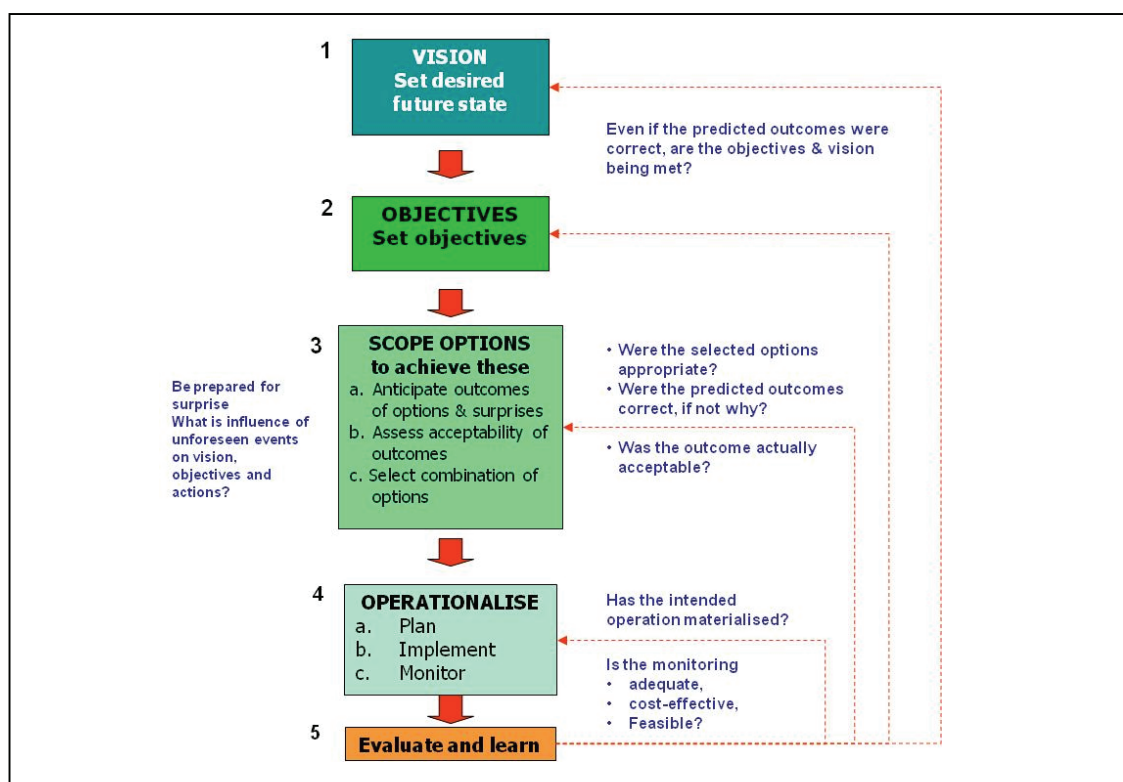 1
VISION
Set desired
future state
Even if the predicted outcomes were
correct, are the objectives & vision
being met?
2
OBJECTIVES
Set objectives
3
SCOPE OPTIONS
to achieve these
a. Anticipate outcomes
of options & surprises
b. Assess acceptability of
outcomes
c. Select combination of
options
Be prepared for
surprise
What is influence of
unforeseen events
on vision,
objectives and
actions?
• Were the selected options
appropriate?
• Were the predicted outcomes
correct, if not why?
• Was the outcome actually
acceptable?
4
OPERATIONALISE
a. Plan
b. Implement
c. Monitor
Has the intended
operation materialised?
Is the monitoring
• adequate,
• cost-effective,
• Feasible?
5
Evaluate and learn